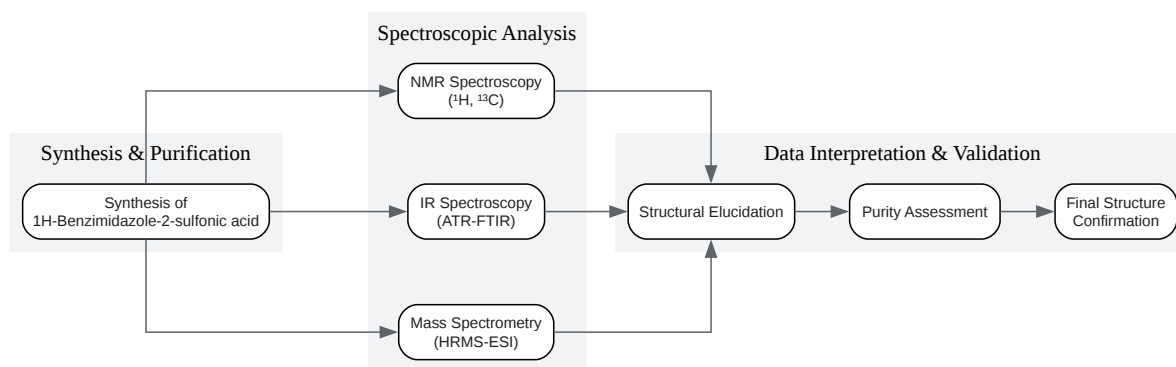 Spectroscopic Analysis
NMR Spectroscopy
(¹H, ¹³C)
Synthesis & Purification
Data Interpretation & Validation
Synthesis of
1H-Benzimidazole-2-sulfonic acid
IR Spectroscopy
(ATR-FTIR)
Structural Elucidation
Purity Assessment
Final Structure
Confirmation
Mass Spectrometry
(HRMS-ESI)